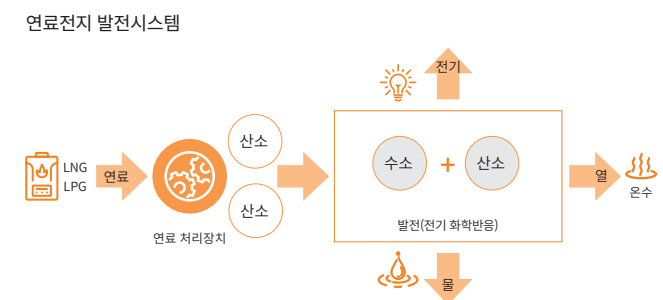 연료전지 발전시스템
전기
산소
LNG
LPG
연료
수소 + 산소
열
온수
산소
연료 처리장치
발전(전기 화학반응)
물